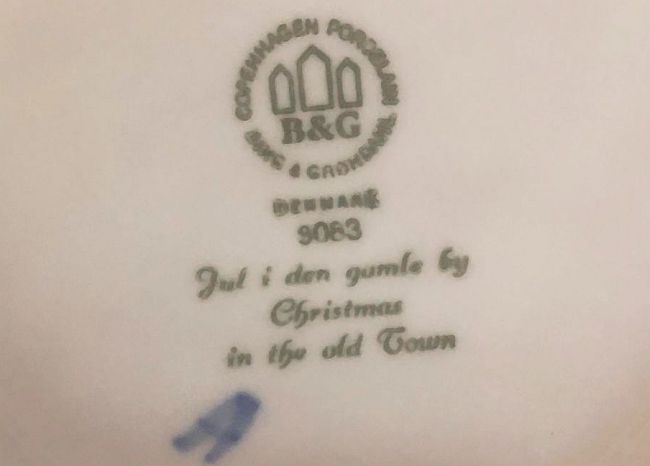 COPENHAGEN PORCELAIN
BING & GRØNDAHL
B&G
DENMARK
9083
Jul i den gamle by
Christmas
in the old Town